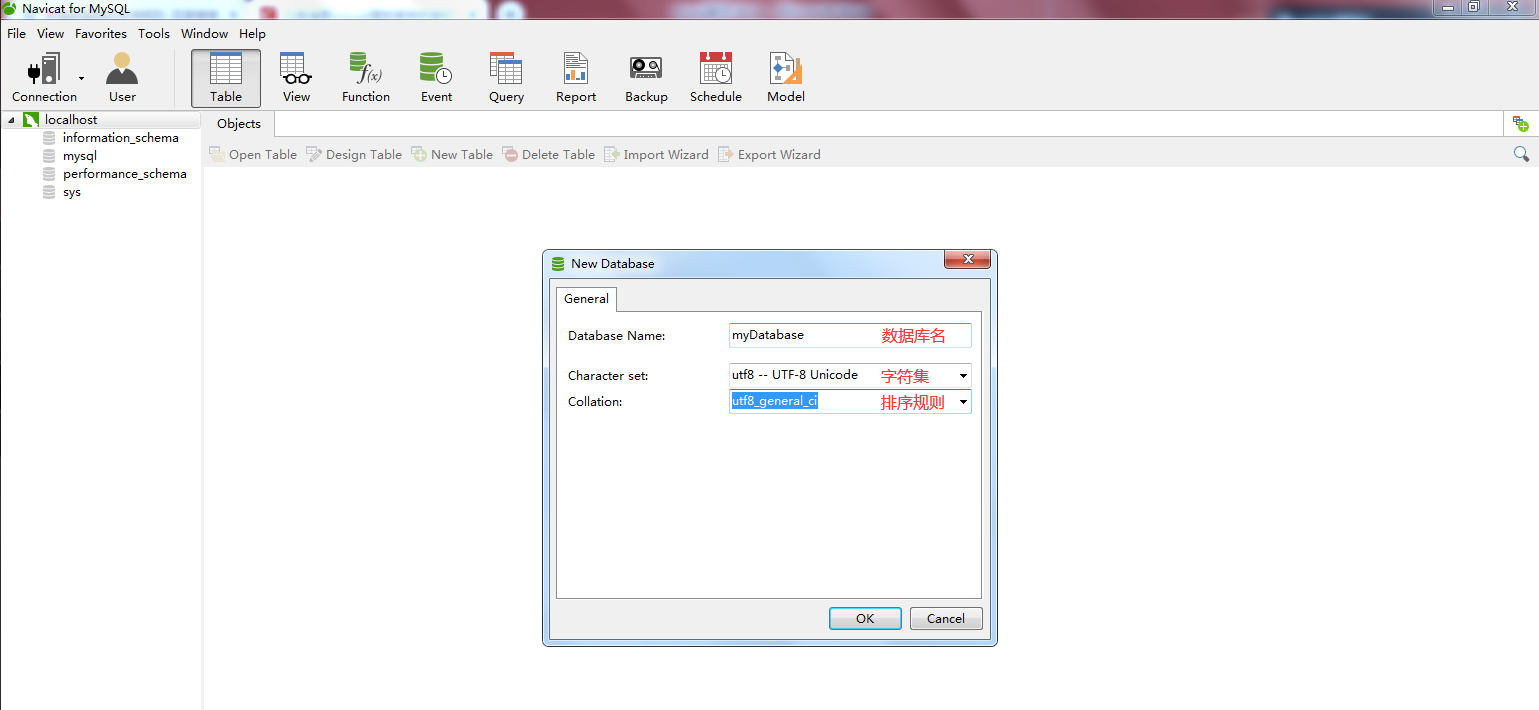 Navicat for MySQL
File View Favorites Tools Window Help
Connection User Table View Function Event Query Report Backup Schedule Model
localhost
information_schema
mysql
performance_schema
sys
Objects
Open Table Design Table New Table Delete Table Import Wizard Export Wizard
New Database
General
Database Name: myDatabase 数据库名
Character set: utf8 -- UTF-8 Unicode 字符集
Collation: utf8_general_ci 排序规则
OK Cancel